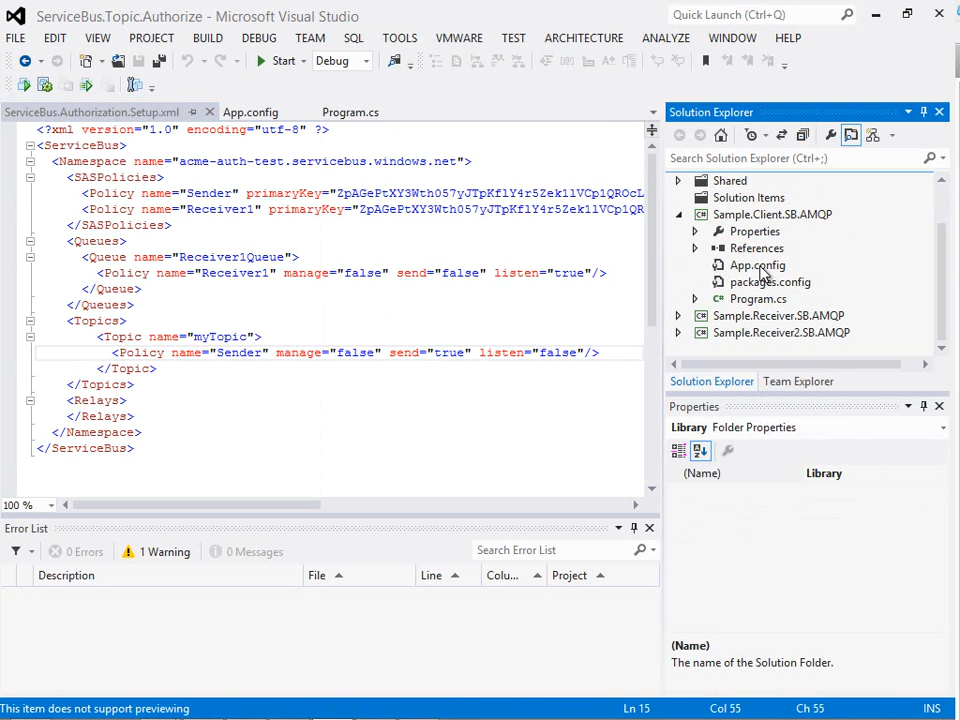 ServiceBus.Topic.Authorize - Microsoft Visual Studio
Quick Launch (Ctrl+Q)
FILE EDIT VIEW PROJECT BUILD DEBUG TEAM SQL TOOLS VMWARE TEST ARCHITECTURE ANALYZE WINDOW HELP
Start Debug
ServiceBus.Authorization.Setup.xml App.config Program.cs
<?xml version="1.0" encoding="utf-8" ?>
<ServiceBus>
<Namespace name="acme-auth-test.servicebus.windows.net">
<SASPolicies>
<Policy name="Sender" primaryKey="ZpAGePtXY3Wth057yJTpKflY4r5Zek1lVCp1QROcL
<Policy name="Receiver1" primaryKey="ZpAGePtXY3Wth057yJTpKflY4r5Zek1lVCp1QR
</SASPolicies>
<Queues>
<Queue name="Receiver1Queue">
<Policy name="Receiver1" manage="false" send="false" listen="true"/>
</Queue>
</Queues>
<Topics>
<Topic name="myTopic">
<Policy name="Sender" manage="false" send="true" listen="false"/>
</Topic>
</Topics>
<Relays>
</Relays>
</Namespace>
</ServiceBus>
100 %
Error List
0 Errors 1 Warning 0 Messages Search Error List
Description File Line Colu... Project
Solution Explorer
Search Solution Explorer (Ctrl+;)
Shared
Solution Items
Sample.Client.SB.AMQP
Properties
References
App.config
packages.config
Program.cs
Sample.Receiver.SB.AMQP
Sample.Receiver2.SB.AMQP
Solution Explorer Team Explorer
Properties
Library Folder Properties
(Name) Library
(Name)
The name of the Solution Folder.
This item does not support previewing Ln 15 Col 55 Ch 55 INS